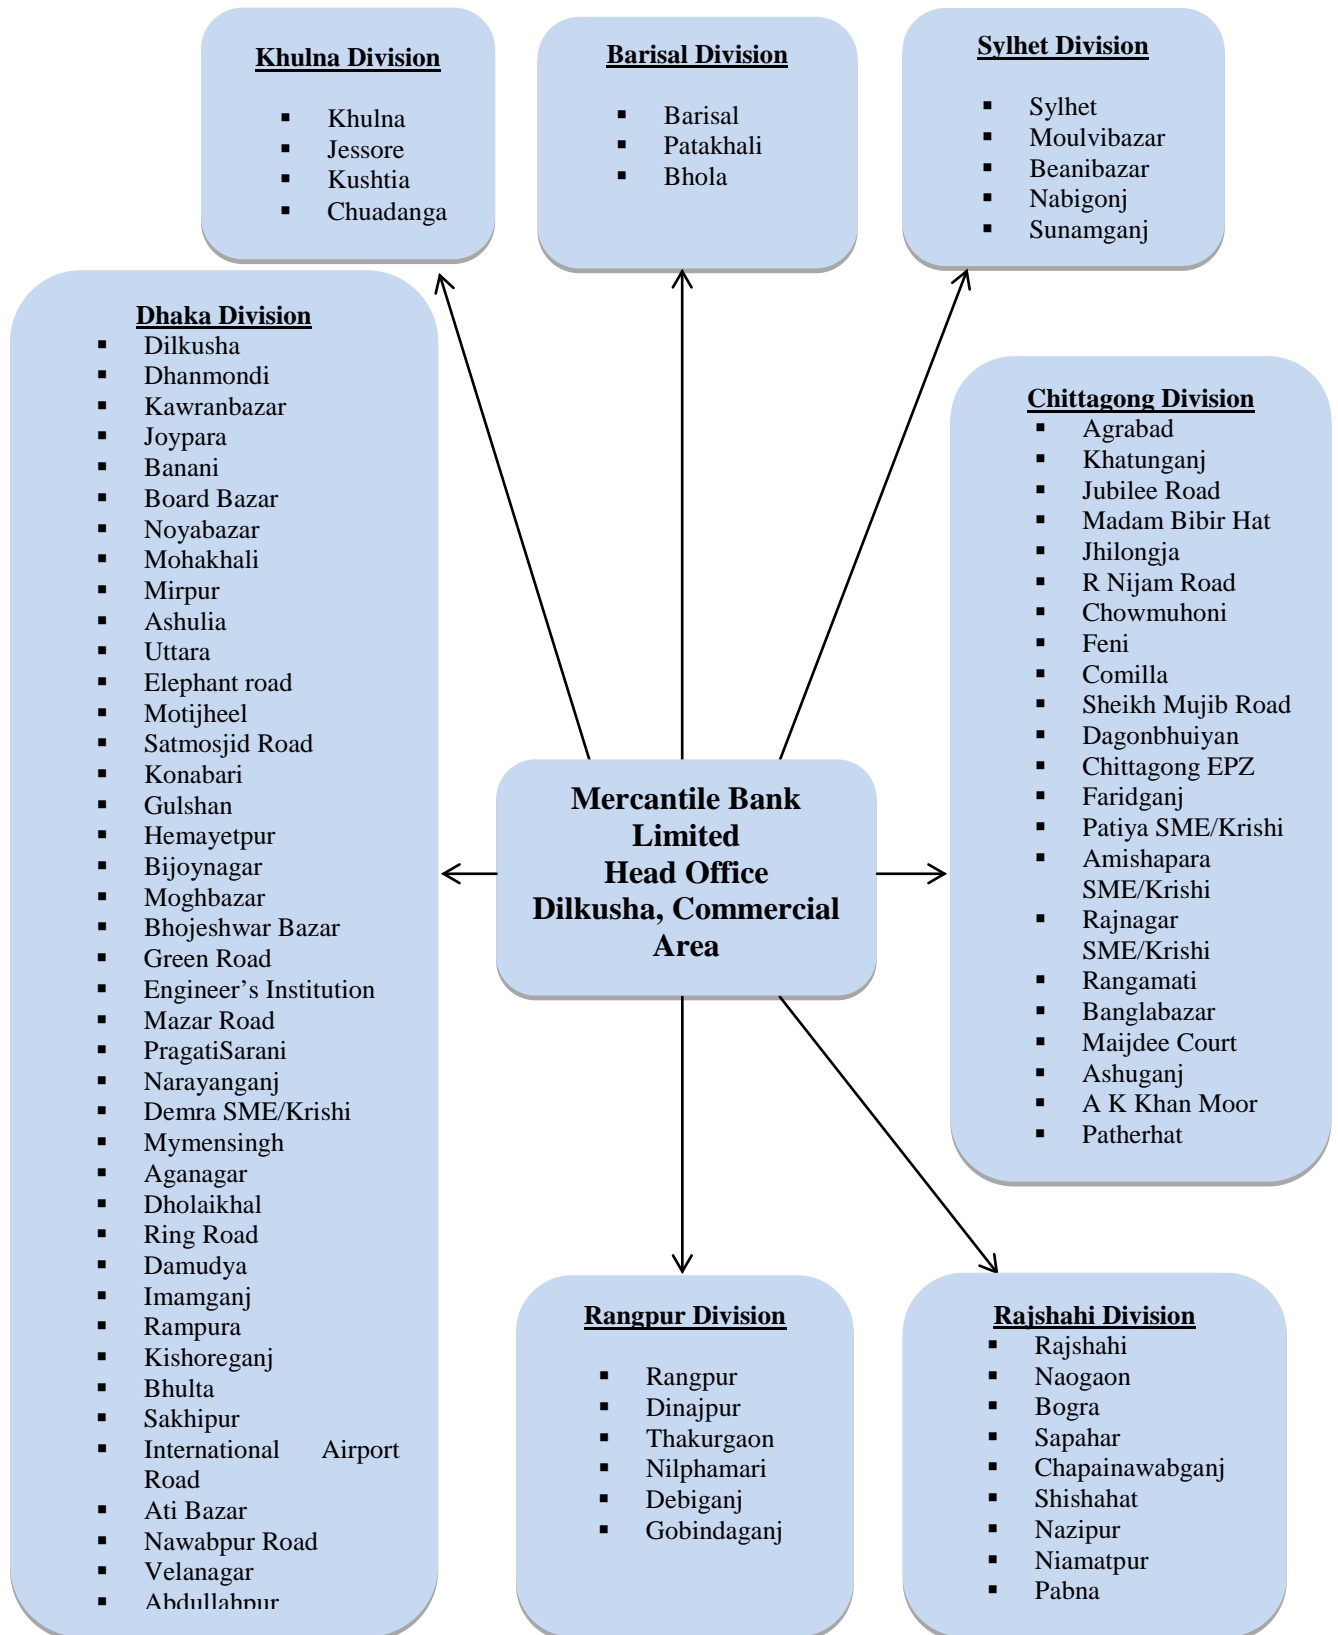 Khulna Division
▪ Khulna
▪ Jessore
▪ Kushtia
▪ Chuadanga
Barisal Division
▪ Barisal
▪ Patakhali
▪ Bhola
Sylhet Division
▪ Sylhet
▪ Moulvibazar
▪ Beanibazar
▪ Nabigonj
▪ Sunamganj
Dhaka Division
▪ Dilkusha
▪ Dhanmondi
▪ Kawranbazar
▪ Joypara
▪ Banani
▪ Board Bazar
▪ Noyabazar
▪ Mohakhali
▪ Mirpur
▪ Ashulia
▪ Uttara
▪ Elephant road
▪ Motijheel
▪ Satmosjid Road
▪ Konabari
▪ Gulshan
▪ Hemayetpur
▪ Bijoynagar
▪ Moghbazar
▪ Bhojeshwar Bazar
▪ Green Road
▪ Engineer’s Institution
▪ Mazar Road
▪ PragatiSarani
▪ Narayanganj
▪ Demra SME/Krishi
▪ Mymensingh
▪ Aganagar
▪ Dholaikhal
▪ Ring Road
▪ Damudya
▪ Imamganj
▪ Rampura
▪ Kishoreganj
▪ Bhulta
▪ Sakhipur
▪ International Airport
Road
▪ Ati Bazar
▪ Nawabpur Road
▪ Velanagar
▪ Abdullahpur
Mercantile Bank
Limited
Head Office
Dilkusha, Commercial
Area
Chittagong Division
▪ Agrabad
▪ Khatunganj
▪ Jubilee Road
▪ Madam Bibir Hat
▪ Jhilongja
▪ R Nijam Road
▪ Chowmuhoni
▪ Feni
▪ Comilla
▪ Sheikh Mujib Road
▪ Dagonbhuiyan
▪ Chittagong EPZ
▪ Faridganj
▪ Patiya SME/Krishi
▪ Amishapara
SME/Krishi
▪ Rajnagar
SME/Krishi
▪ Rangamati
▪ Banglabazar
▪ Maijdee Court
▪ Ashuganj
▪ A K Khan Moor
▪ Patherhat
Rangpur Division
▪ Rangpur
▪ Dinajpur
▪ Thakurgaon
▪ Nilphamari
▪ Debiganj
▪ Gobindaganj
Rajshahi Division
▪ Rajshahi
▪ Naogaon
▪ Bogra
▪ Sapahar
▪ Chapainawabganj
▪ Shishahat
▪ Nazipur
▪ Niamatpur
▪ Pabna